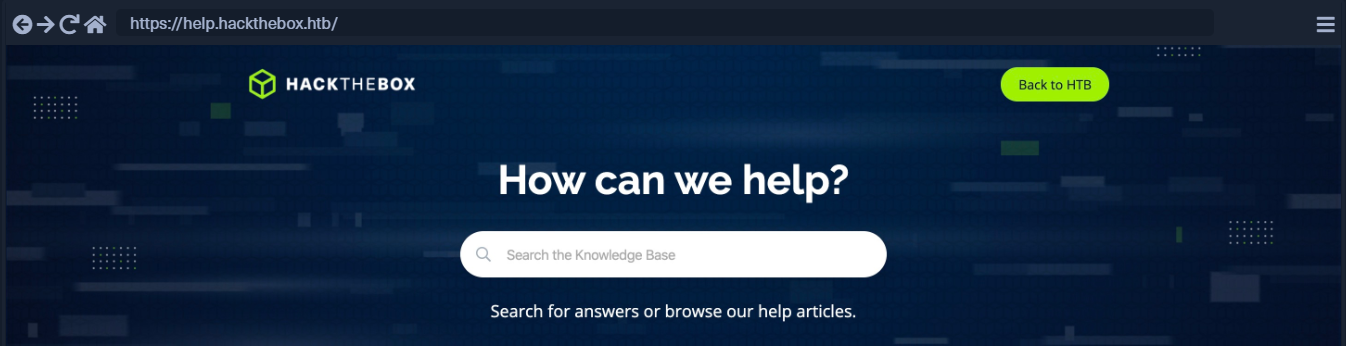 https://help.hackthebox.htb/
HACKTHEBOX
Back to HTB
How can we help?
Search the Knowledge Base
Search for answers or browse our help articles.